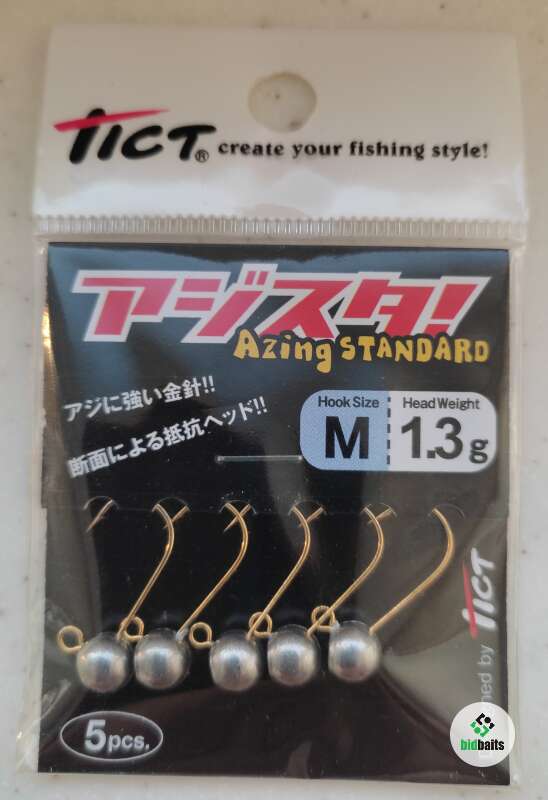 TICT® create your fishing style!
アジスタ!
Azing STANDARD
アジに強い金針!!
断面による抵抗ヘッド!!
Hook Size
M
Head Weight
1.3g
TICT
5pcs.
bidbaits